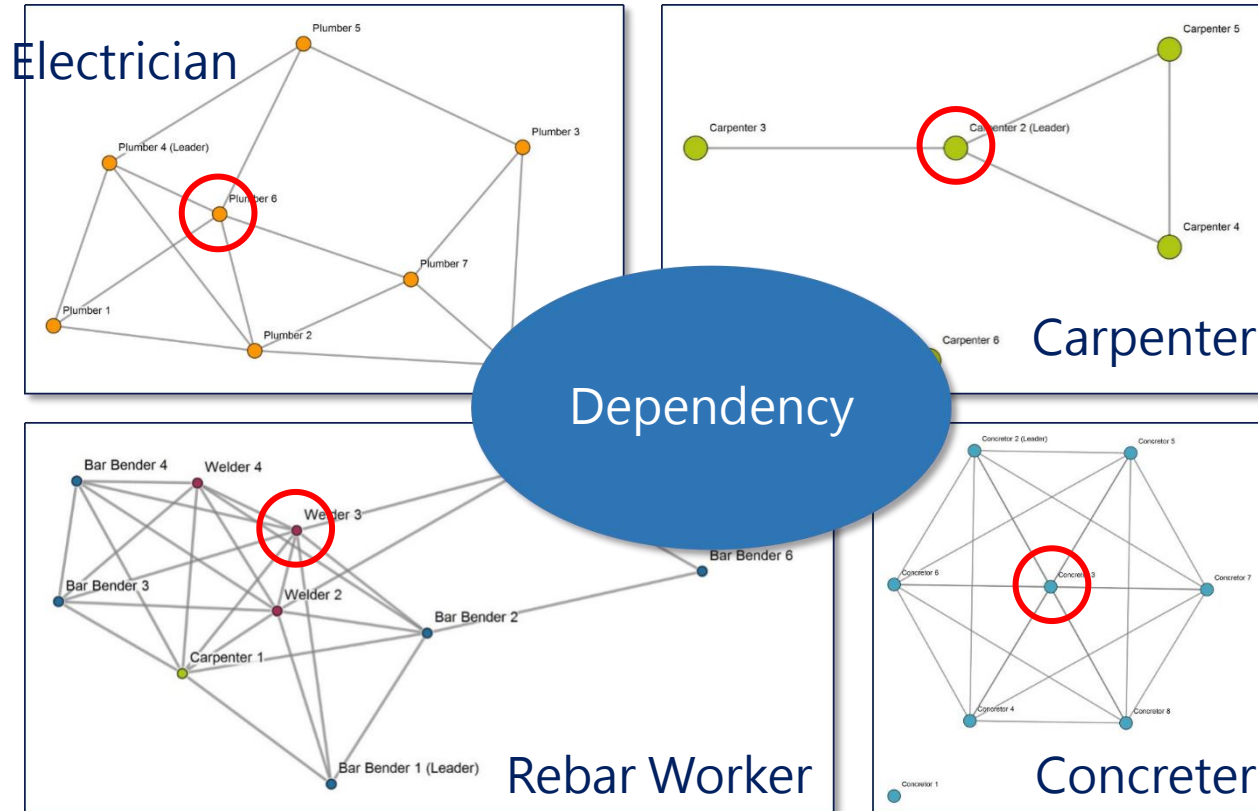 Electrician
Plumber 5
Plumber 4 (Leader)
Plumber 3
Plumber 6
Plumber 7
Plumber 1
Plumber 2
Carpenter 5
Carpenter 3
Carpenter 2 (Leader)
Carpenter 4
Carpenter 6
Carpenter
Dependency
Bar Bender 4
Welder 4
Welder 3
Bar Bender 6
Bar Bender 3
Welder 2
Bar Bender 2
Carpenter 1
Bar Bender 1 (Leader)
Rebar Worker
Concretor 2 (Leader)
Concretor 5
Concretor 6
Concretor 3
Concretor 7
Concretor 4
Concretor 8
Concretor 1
Concreter